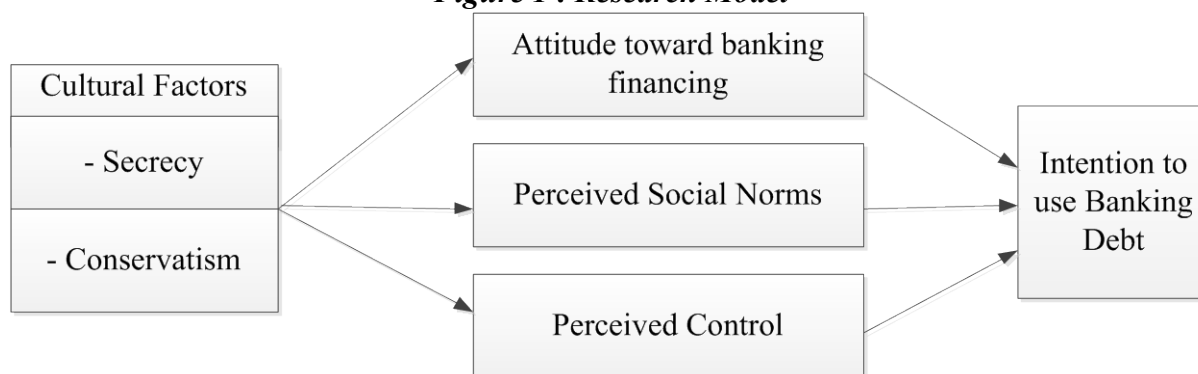 Figure 1 : Research Model
Cultural Factors
- Secrecy
- Conservatism
Attitude toward banking
financing
Perceived Social Norms
Perceived Control
Intention to
use Banking
Debt